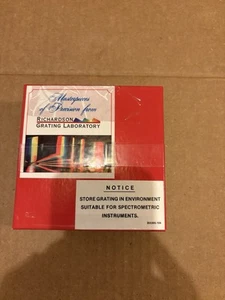 Masterpieces
of Precision from
RICHARDSON
GRATING LABORATORY
NOTICE
STORE GRATING IN ENVIRONMENT
SUITABLE FOR SPECTROMETRIC
INSTRUMENTS.